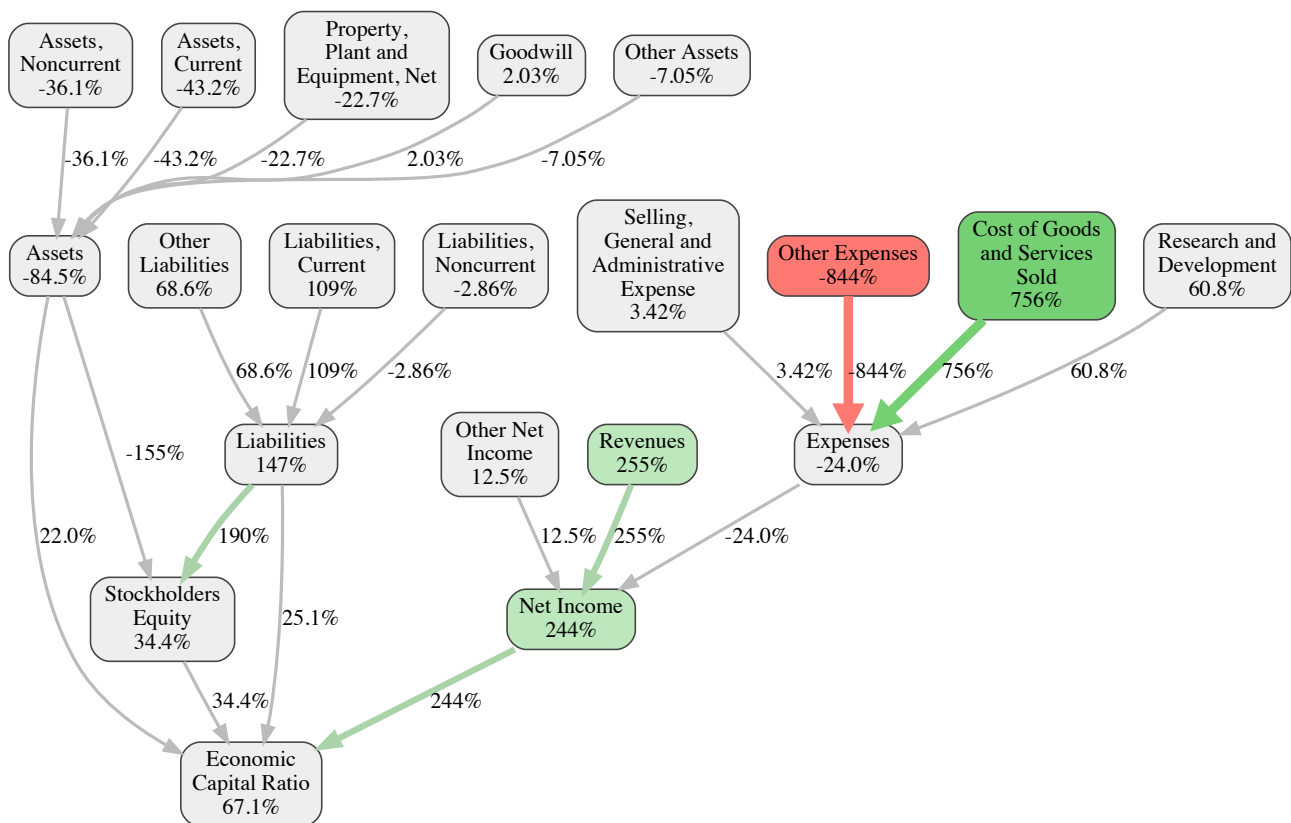 Assets,
Noncurrent
-36.1%
Assets,
Current
-43.2%
Property,
Plant and
Equipment, Net
-22.7%
Goodwill
2.03%
Other Assets
-7.05%
-36.1%
-43.2%
-22.7%
2.03%
-7.05%
Assets
-84.5%
Other
Liabilities
68.6%
Liabilities,
Current
109%
Liabilities,
Noncurrent
-2.86%
Selling,
General and
Administrative
Expense
3.42%
Other Expenses
-844%
Cost of Goods
and Services
Sold
756%
Research and
Development
60.8%
68.6%
109%
-2.86%
3.42%
-844%
756%
60.8%
-155%
Liabilities
147%
Other Net
Income
12.5%
Revenues
255%
Expenses
-24.0%
22.0%
190%
12.5%
255%
-24.0%
Stockholders
Equity
34.4%
25.1%
Net Income
244%
34.4%
244%
Economic
Capital Ratio
67.1%